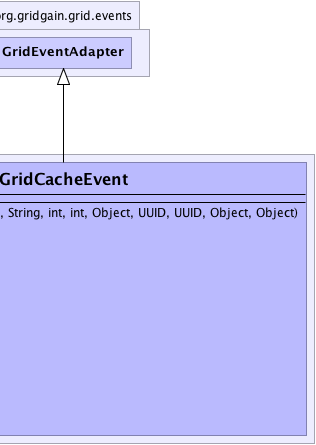 org.gridgain.grid.events
GridEventAdapter
GridCacheEvent
, String, int, int, Object, UUID, UUID, Object, Object)